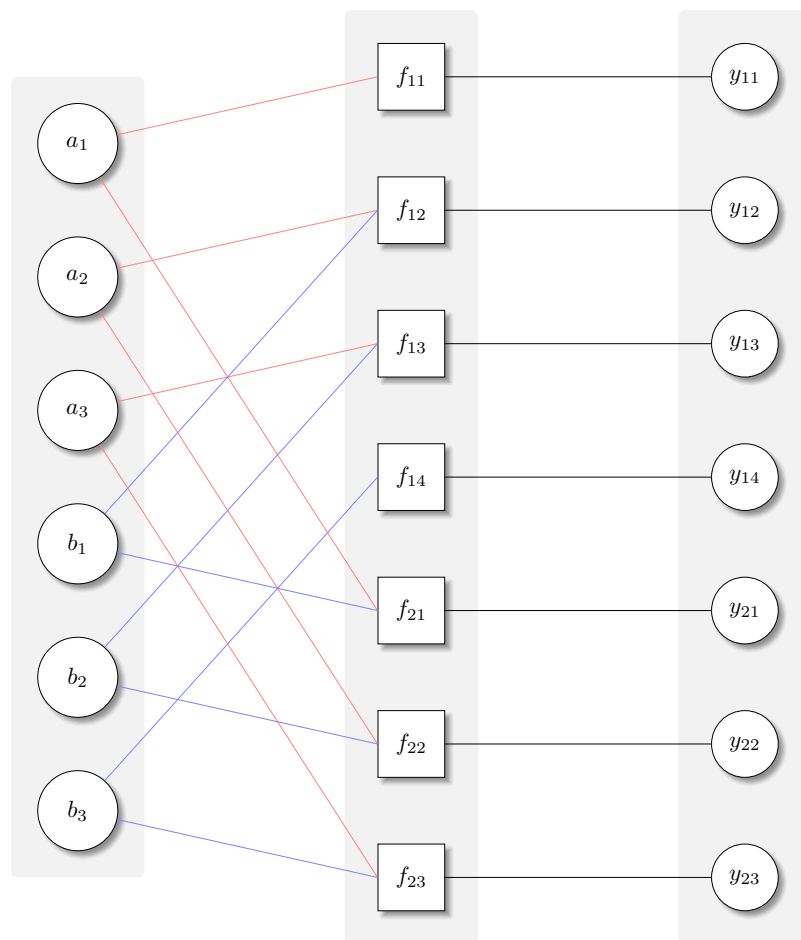 a₁
a₂
a₃
b₁
b₂
b₃
f₁₁
f₁₂
f₁₃
f₁₄
f₂₁
f₂₂
f₂₃
y₁₁
y₁₂
y₁₃
y₁₄
y₂₁
y₂₂
y₂₃